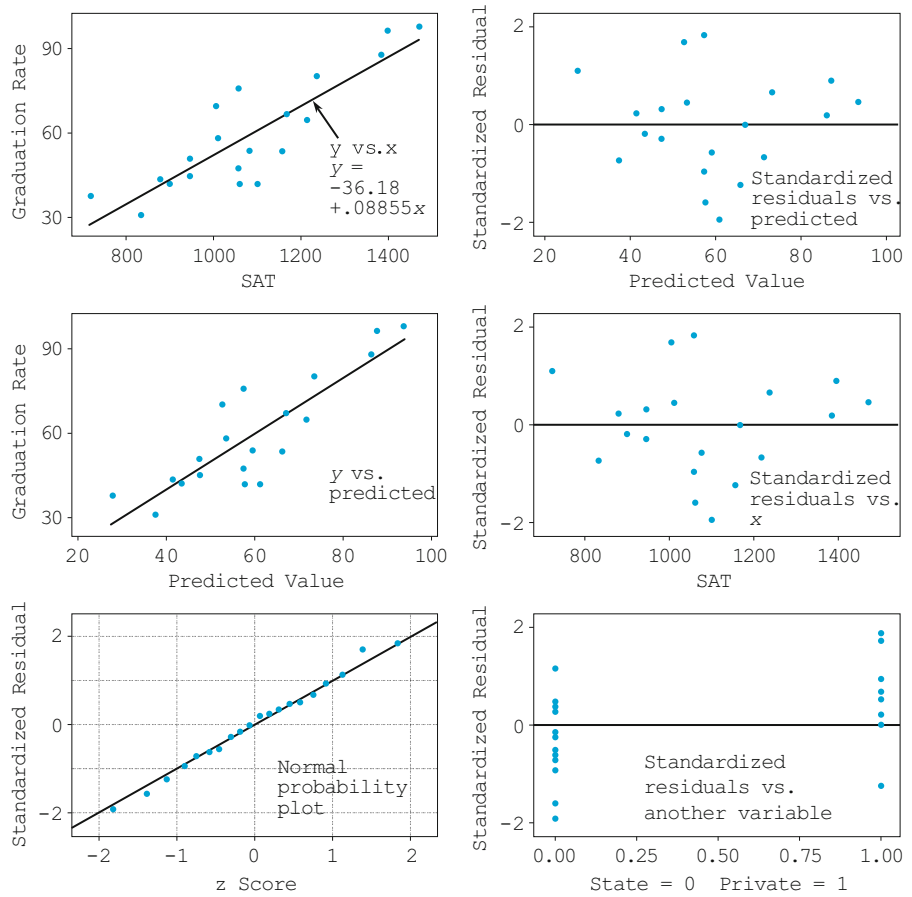 Graduation Rate
90
60
30
y vs.x
y =
-36.18
+.08855x
800 1000 1200 1400
SAT
Standardized Residual
2
0
-2
Standardized
residuals vs.
predicted
20 40 60 80 100
Predicted Value
Graduation Rate
90
60
30
y vs.
predicted
20 40 60 80 100
Predicted Value
Standardized Residual
2
0
-2
Standardized
residuals vs.
x
800 1000 1200 1400
SAT
Standardized Residual
2
0
-2
Normal
probability
plot
-2 -1 0 1 2
z Score
Standardized Residual
2
0
-2
Standardized
residuals vs.
another variable
0.00 0.25 0.50 0.75 1.00
State = 0 Private = 1